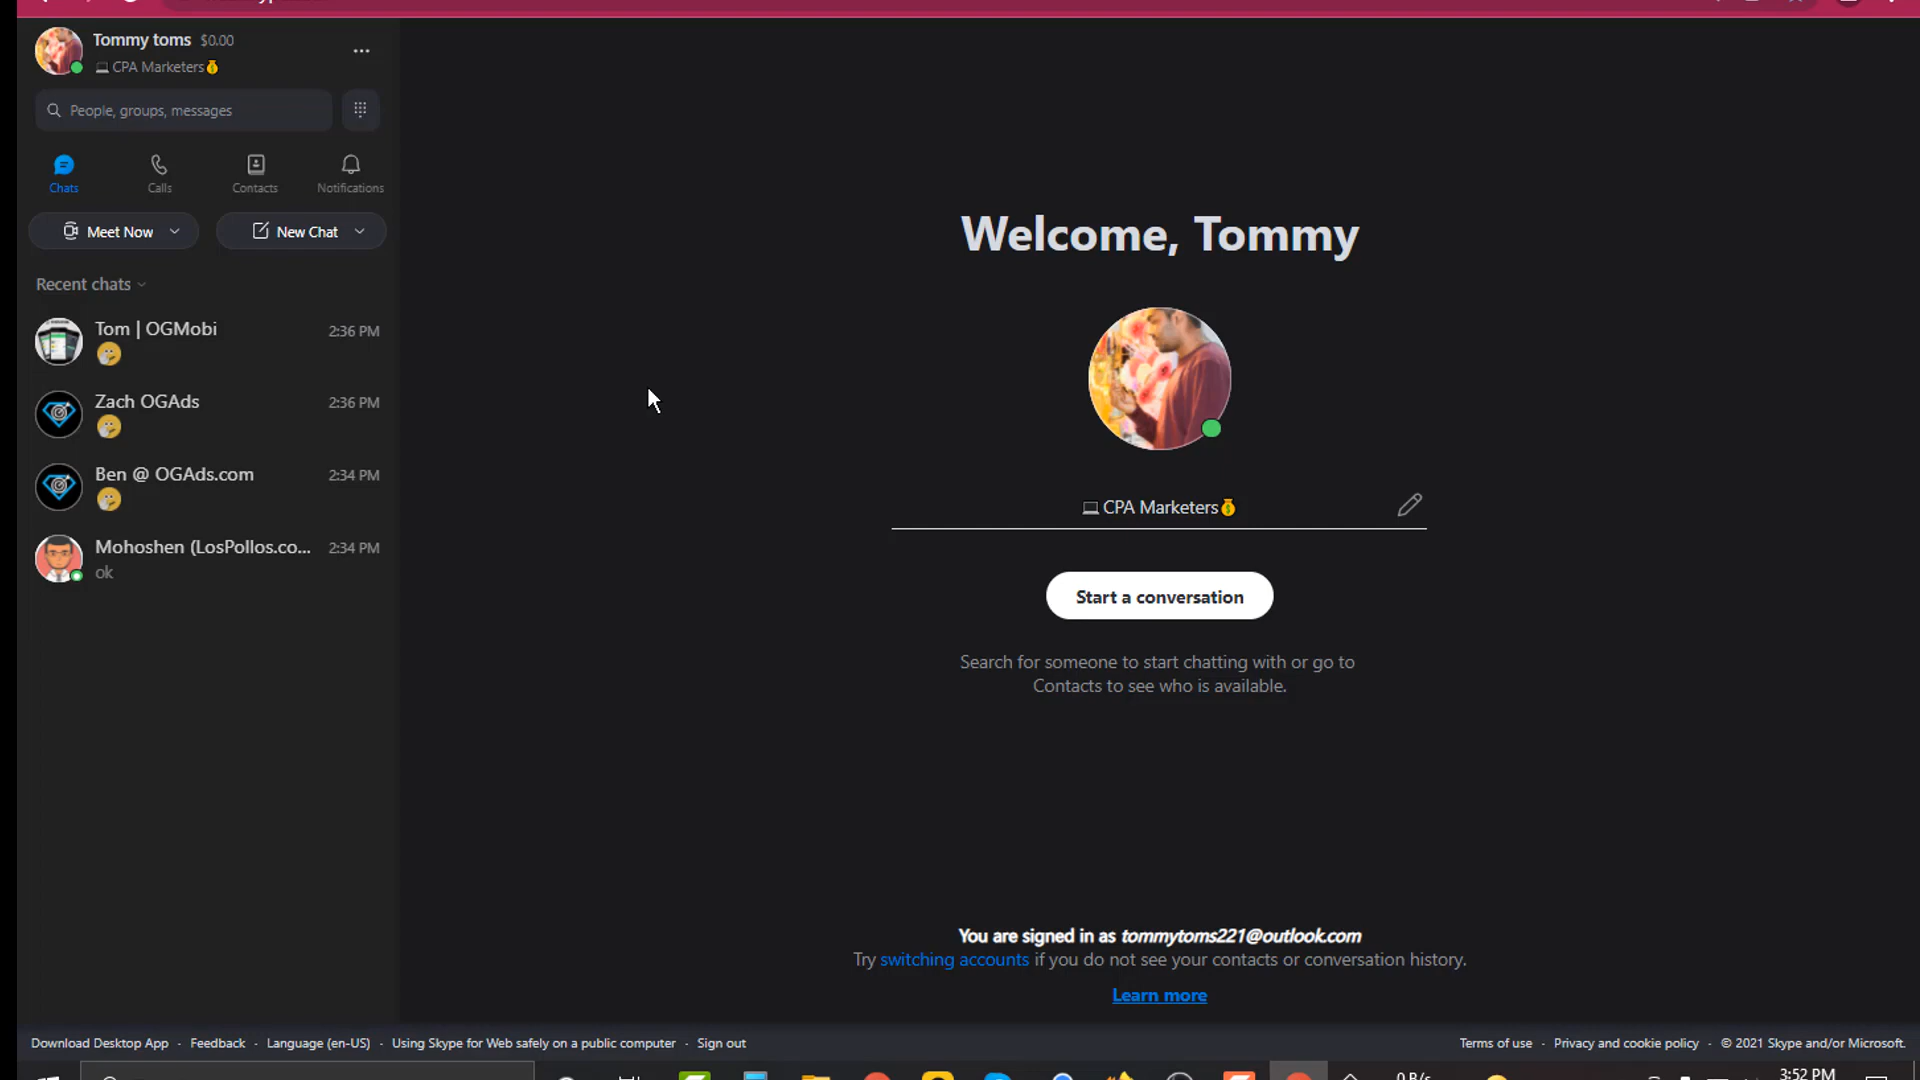 Tommy toms $0.00
CPA Marketers
People, groups, messages
Chats
Calls
Contacts
Notifications
Meet Now
New Chat
Recent chats
Tom | OGMobi 2:36 PM
Zach OGAds 2:36 PM
Ben @ OGAds.com 2:34 PM
Mohoshen (LosPollos.co... 2:34 PM
ok
Welcome, Tommy
CPA Marketers
Start a conversation
Search for someone to start chatting with or go to
Contacts to see who is available.
You are signed in as tommytoms221@outlook.com
Try switching accounts if you do not see your contacts or conversation history.
Learn more
Download Desktop App · Feedback · Language (en-US) · Using Skype for Web safely on a public computer · Sign out
Terms of use · Privacy and cookie policy · © 2021 Skype and/or Microsoft.
0 B/s
3:52 PM